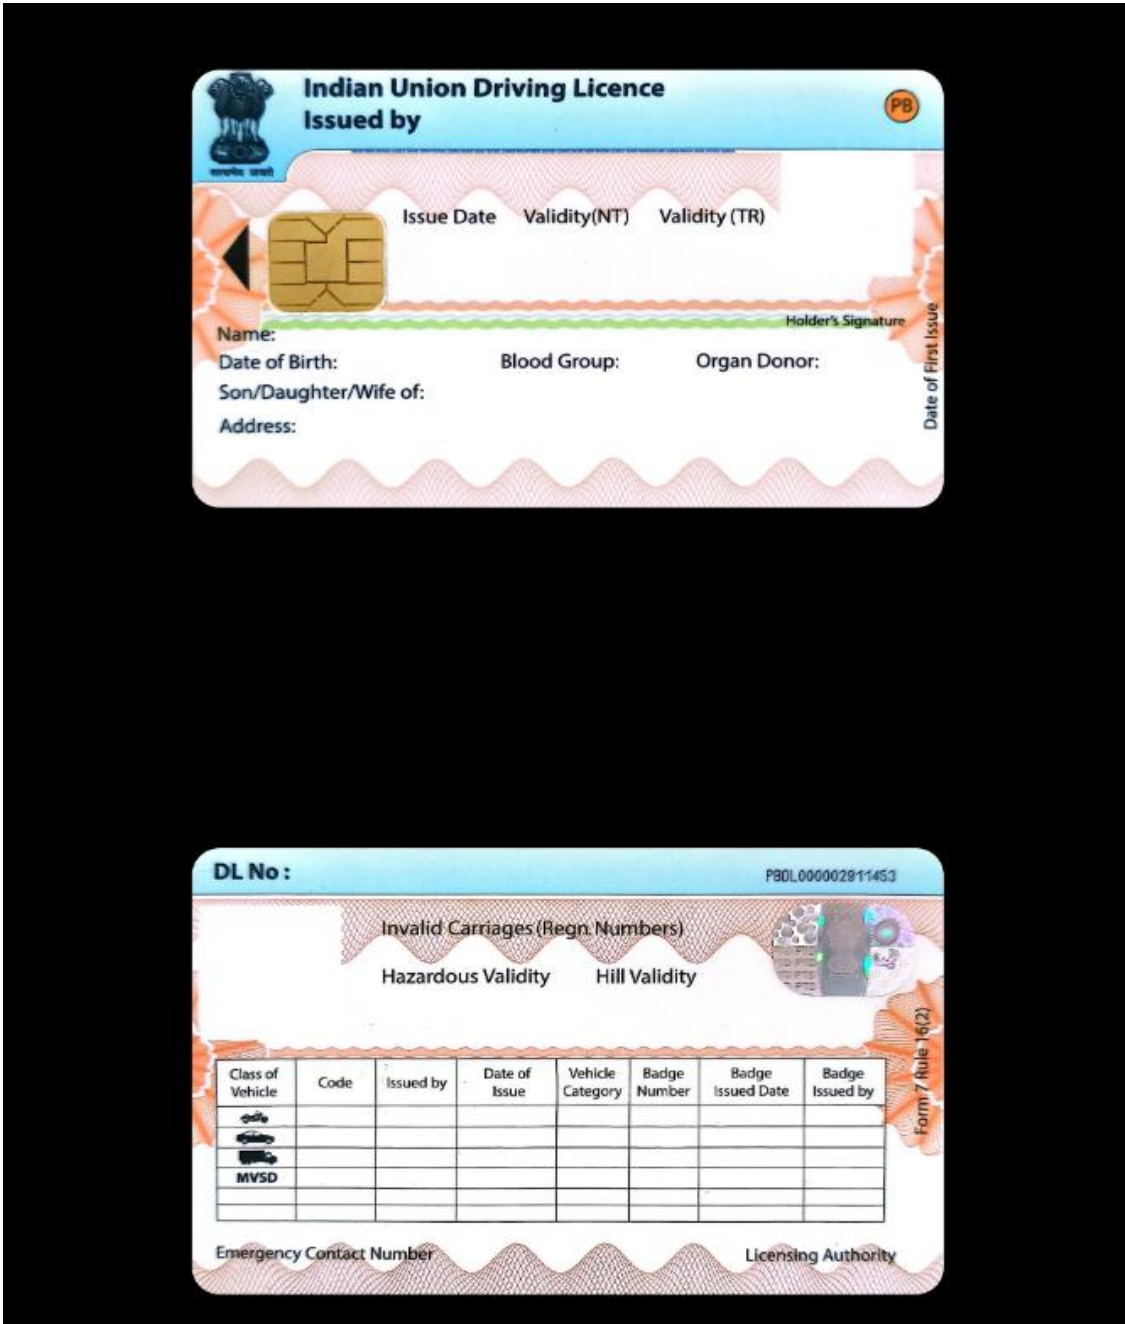 Indian Union Driving Licence
Issued by
PB
सत्यमेव जयते
Issue Date Validity(NT) Validity (TR)
Holder's Signature
Date of First Issue
Name:
Date of Birth: Blood Group: Organ Donor:
Son/Daughter/Wife of:
Address:
DL No : PBDL000002911453
Invalid Carriages (Regn. Numbers)
Hazardous Validity Hill Validity
Form 7 Rule 16(2)
Class of Vehicle Code Issued by Date of Issue Vehicle Category Badge Number Badge Issued Date Badge Issued by
MVSD
Emergency Contact Number Licensing Authority